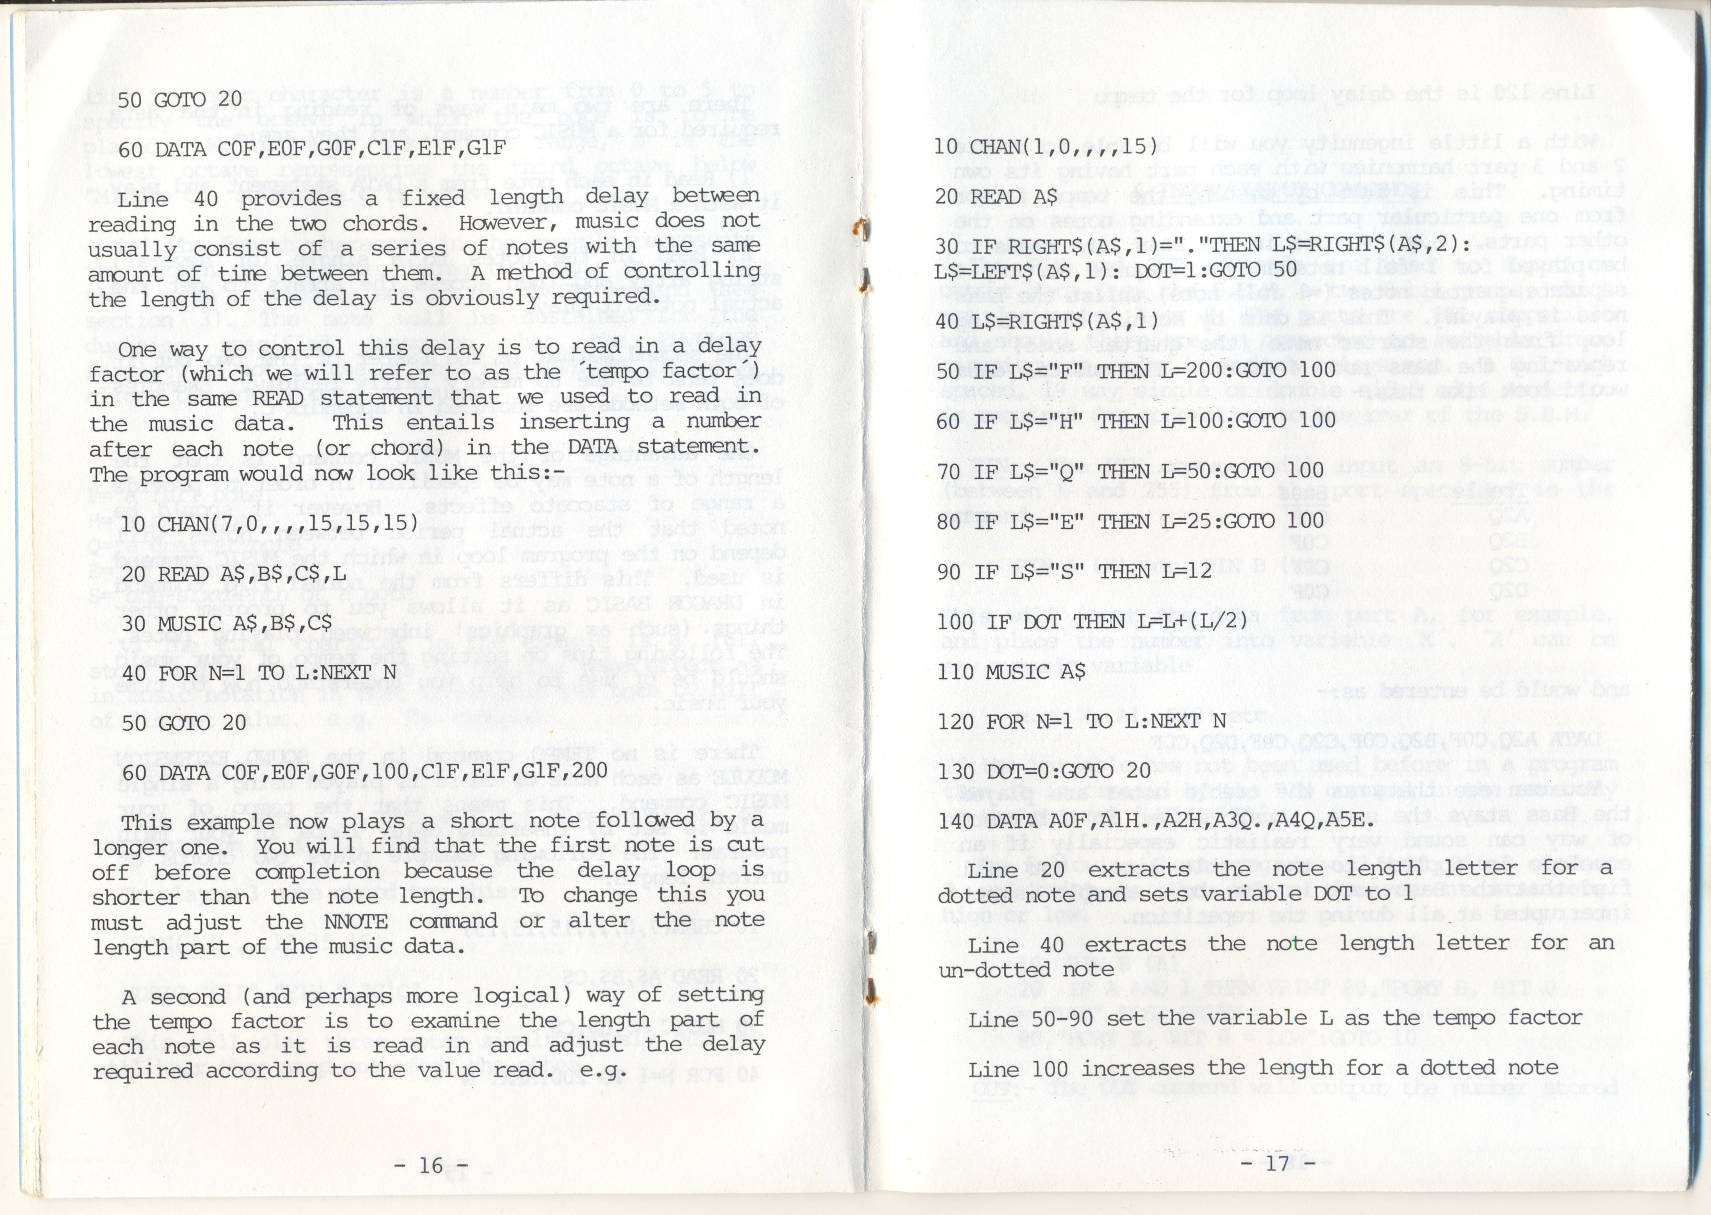 50 GOTO 20
60 DATA C0F,E0F,G0F,C1F,E1F,G1F
Line 40 provides a fixed length delay between
reading in the two chords. However, music does not
usually consist of a series of notes with the same
amount of time between them. A method of controlling
the length of the delay is obviously required.
One way to control this delay is to read in a delay
factor (which we will refer to as the 'tempo factor')
in the same READ statement that we used to read in
the music data. This entails inserting a number
after each note (or chord) in the DATA statement.
The program would now look like this:-
10 CHAN(7,0,,,,15,15,15)
20 READ A$,B$,C$,L
30 MUSIC A$,B$,C$
40 FOR N=1 TO L:NEXT N
50 GOTO 20
60 DATA C0F,E0F,G0F,100,C1F,E1F,G1F,200
This example now plays a short note followed by a
longer one. You will find that the first note is cut
off before completion because the delay loop is
shorter than the note length. To change this you
must adjust the NNOTE command or alter the note
length part of the music data.
A second (and perhaps more logical) way of setting
the tempo factor is to examine the length part of
each note as it is read in and adjust the delay
required according to the value read. e.g.
- 16 -
10 CHAN(1,0,,,,15)
20 READ A$
30 IF RIGHT$(A$,1)="."THEN L$=RIGHT$(A$,2):
L$=LEFT$(A$,1): DOT=1:GOTO 50
40 L$=RIGHT$(A$,1)
50 IF L$="F" THEN L=200:GOTO 100
60 IF L$="H" THEN L=100:GOTO 100
70 IF L$="Q" THEN L=50:GOTO 100
80 IF L$="E" THEN L=25:GOTO 100
90 IF L$="S" THEN L=12
100 IF DOT THEN L=L+(L/2)
110 MUSIC A$
120 FOR N=1 TO L:NEXT N
130 DOT=0:GOTO 20
140 DATA A0F,A1H.,A2H,A3Q.,A4Q,A5E.
Line 20 extracts the note length letter for a
dotted note and sets variable DOT to 1
Line 40 extracts the note length letter for an
un-dotted note
Line 50-90 set the variable L as the tempo factor
Line 100 increases the length for a dotted note
- 17 -